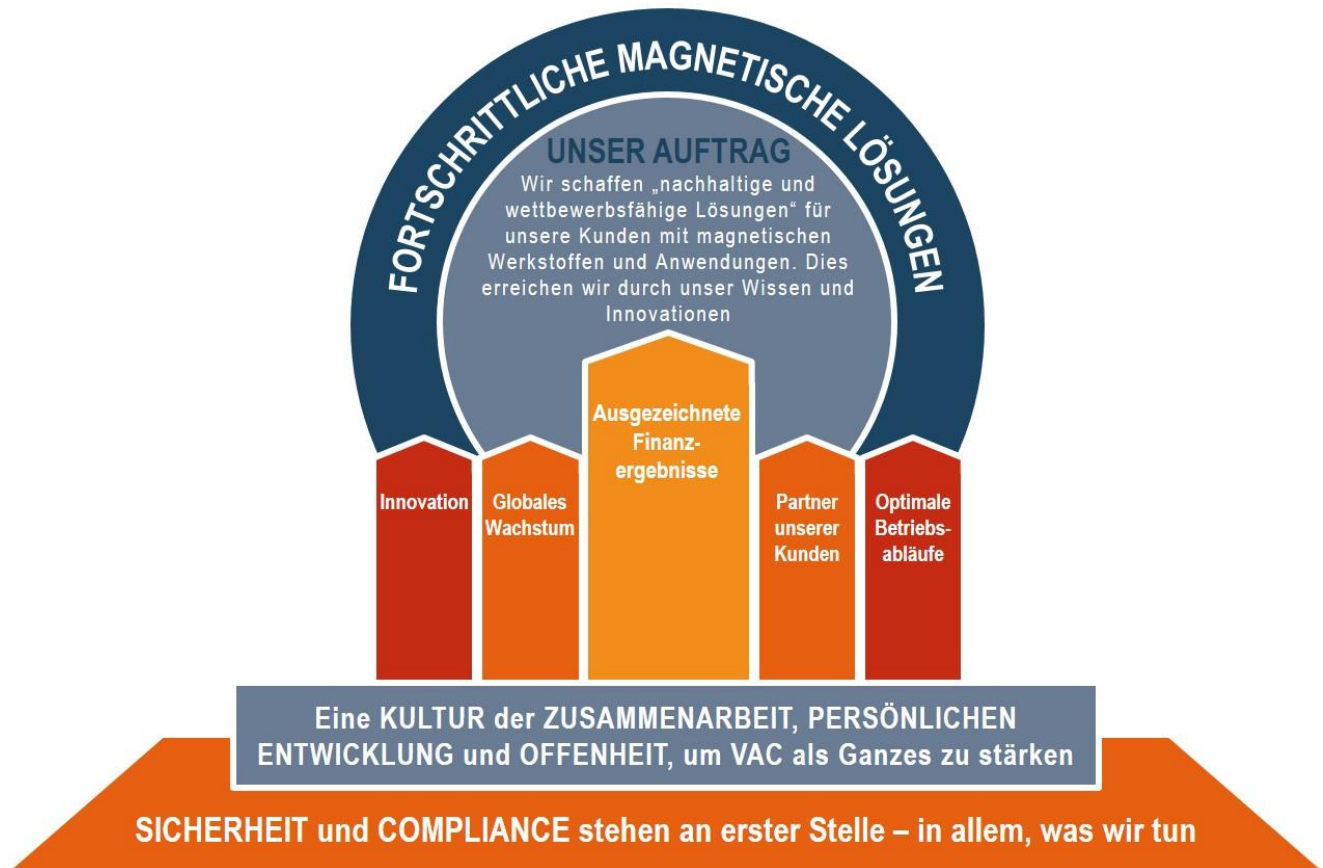 FORTSCHRITTLICHE MAGNETISCHE LÖSUNGEN
UNSER AUFTRAG
Wir schaffen „nachhaltige und
wettbewerbsfähige Lösungen“ für
unsere Kunden mit magnetischen
Werkstoffen und Anwendungen. Dies
erreichen wir durch unser Wissen und
Innovationen
Innovation
Globales
Wachstum
Ausgezeichnete
Finanz-
ergebnisse
Partner
unserer
Kunden
Optimale
Betriebs-
abläufe
Eine KULTUR der ZUSAMMENARBEIT, PERSÖNLICHEN
ENTWICKLUNG und OFFENHEIT, um VAC als Ganzes zu stärken
SICHERHEIT und COMPLIANCE stehen an erster Stelle – in allem, was wir tun